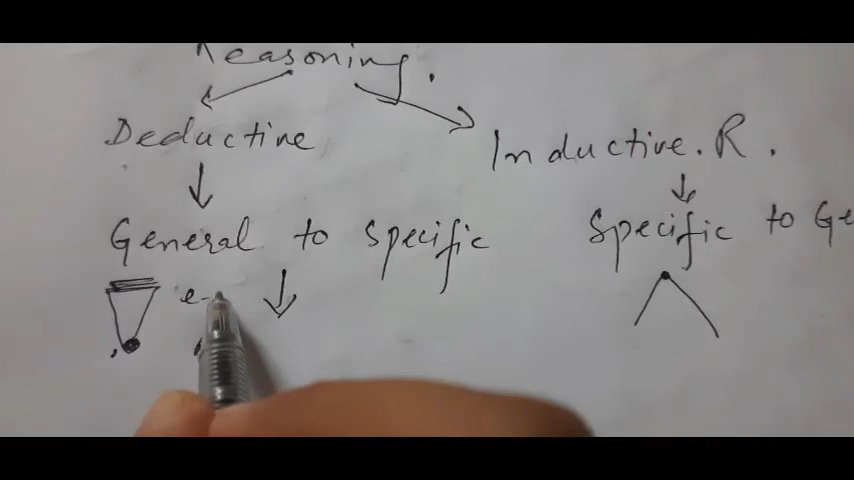 Reasoning.
Deductive
Inductive. R.
General to specific
Specific to Ge
e-